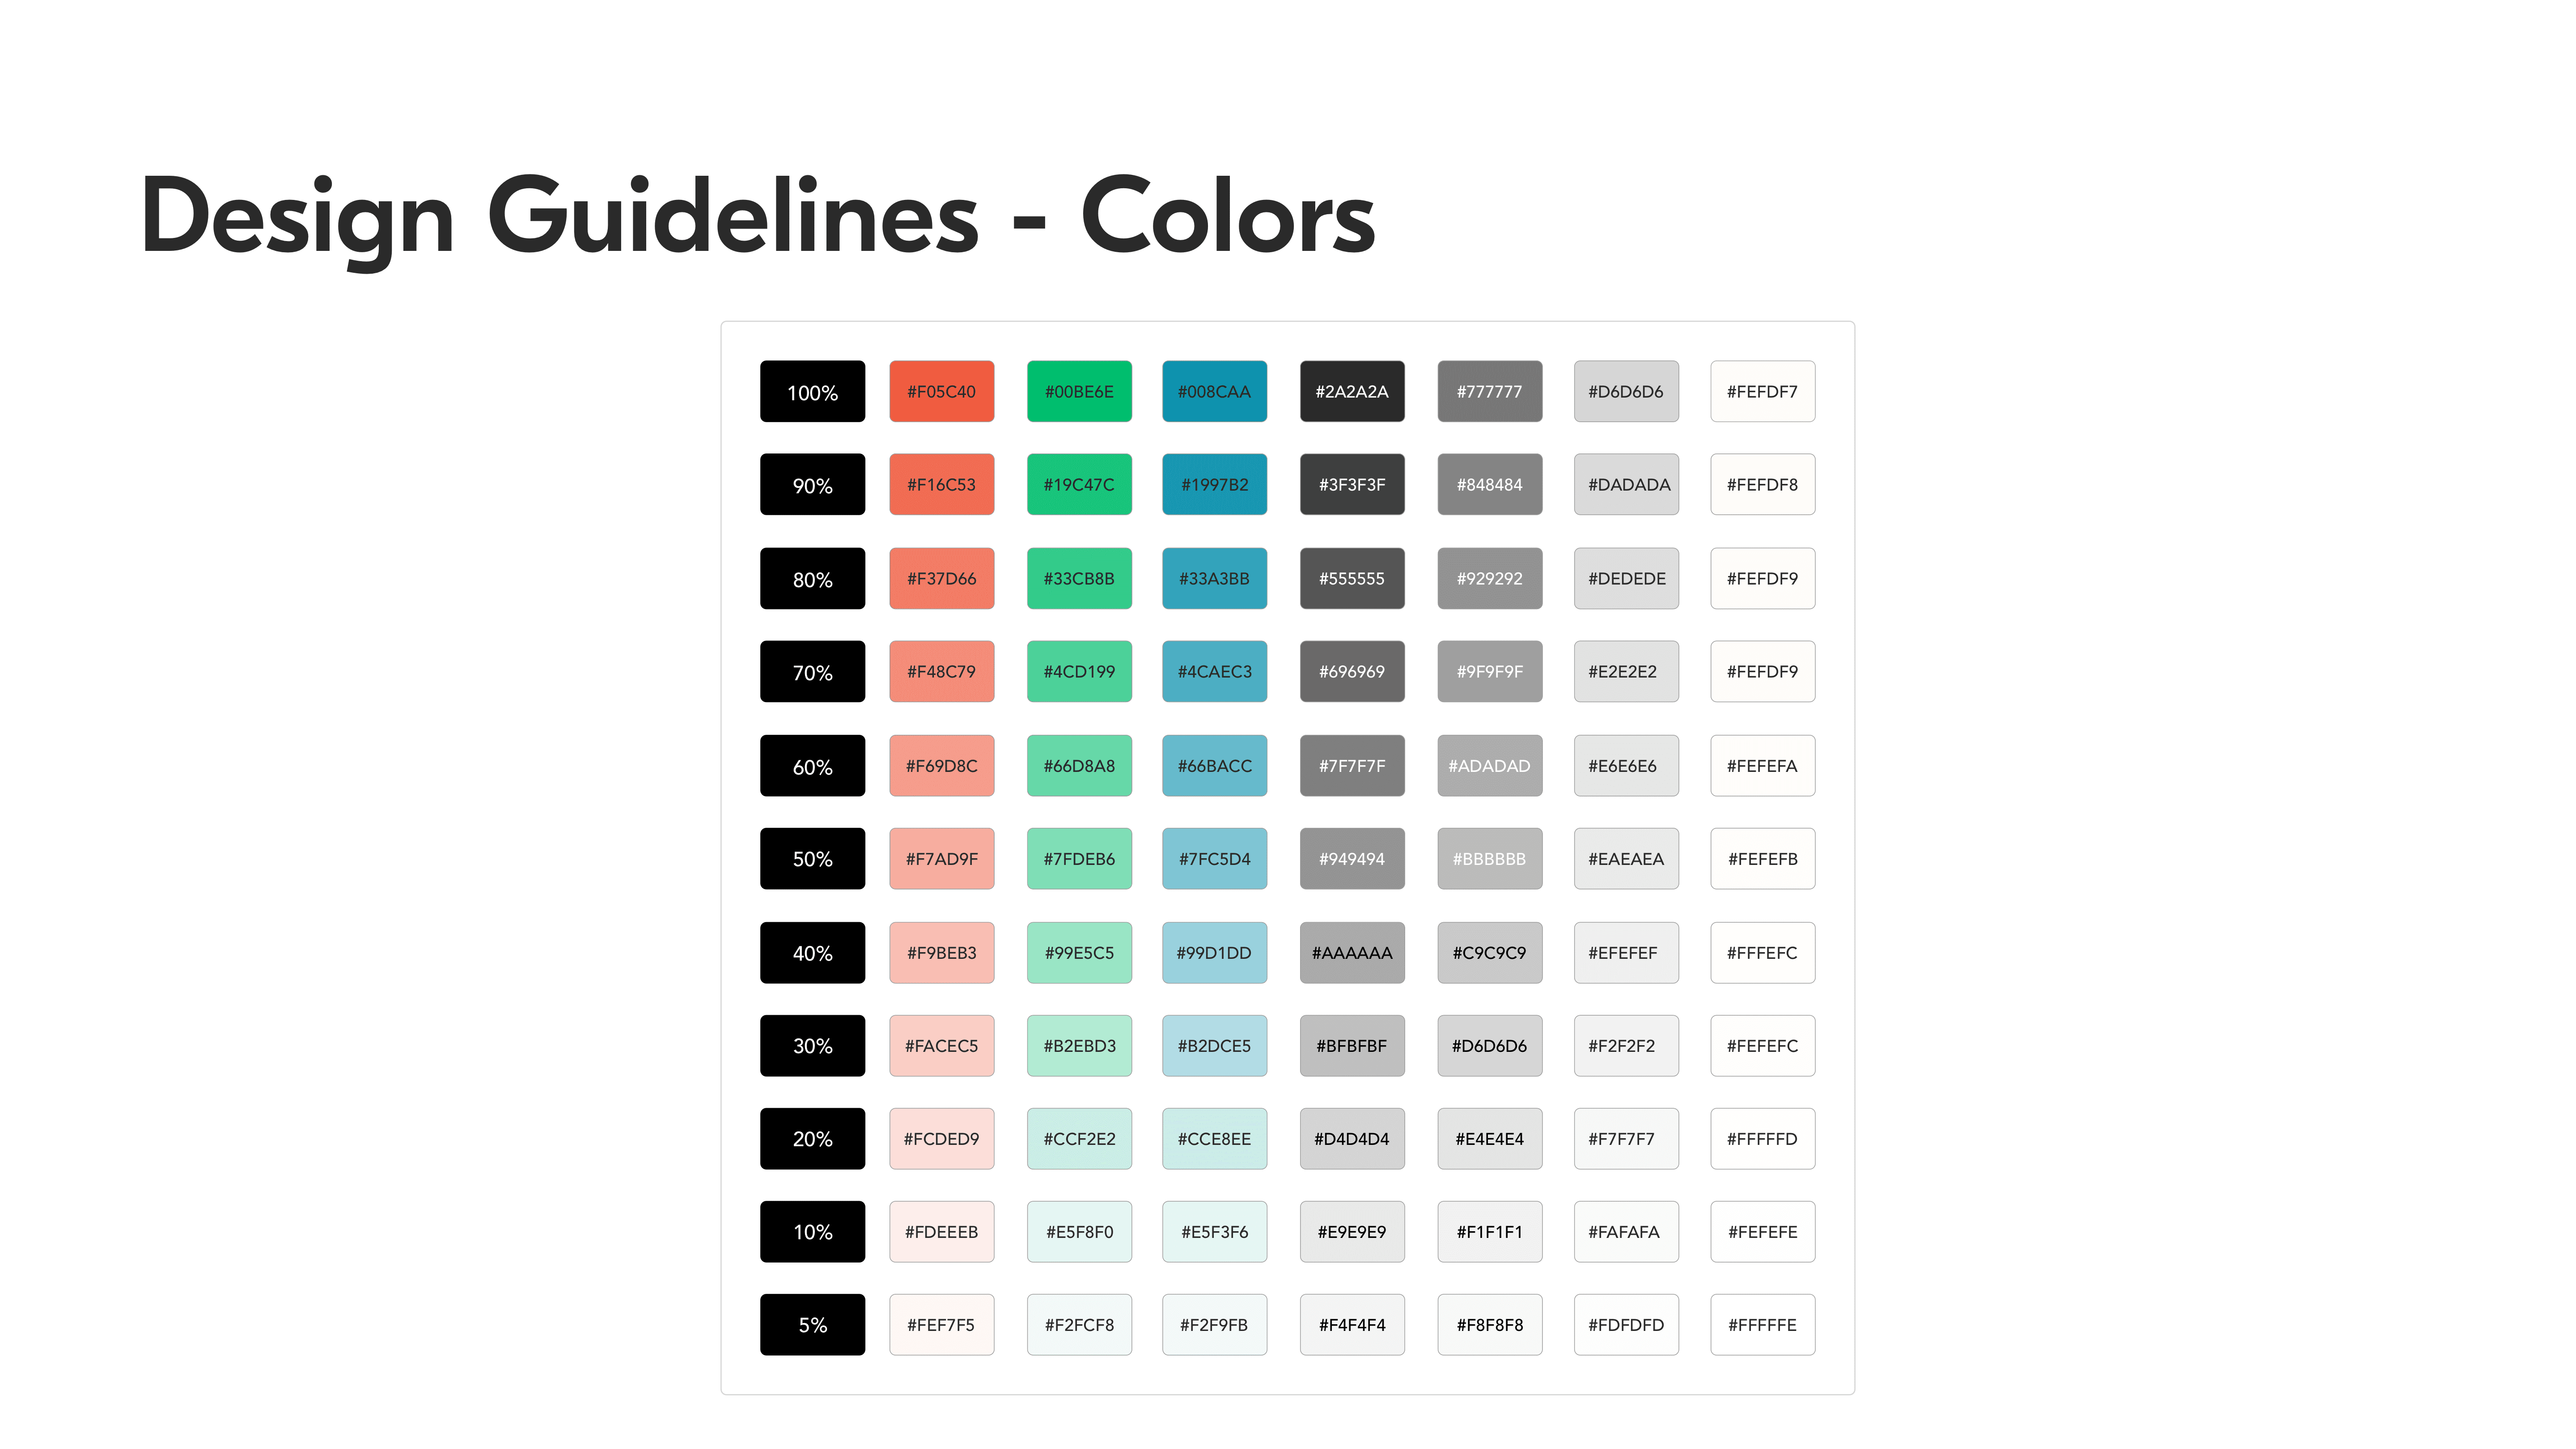 Design Guidelines - Colors
100% #F05C40 #00BE6E #008CAA #2A2A2A #777777 #D6D6D6 #FEFDF7
90% #F16C53 #19C47C #1997B2 #3F3F3F #848484 #DADADA #FEFDF8
80% #F37D66 #33CB8B #33A3BB #555555 #929292 #DEDEDE #FEFDF9
70% #F48C79 #4CD199 #4CAEC3 #696969 #9F9F9F #E2E2E2 #FEFDF9
60% #F69D8C #66D8A8 #66BACC #7F7F7F #ADADAD #E6E6E6 #FEFEFA
50% #F7AD9F #7FDEB6 #7FC5D4 #949494 #BBBBBB #EAEAEA #FEFEFB
40% #F9BEB3 #99E5C5 #99D1DD #AAAAAA #C9C9C9 #EFEFEF #FFFEFC
30% #FACEC5 #B2EBD3 #B2DCE5 #BFBFBF #D6D6D6 #F2F2F2 #FEFEFC
20% #FCDED9 #CCF2E2 #CCE8EE #D4D4D4 #E4E4E4 #F7F7F7 #FFFFFD
10% #FDEEEB #E5F8F0 #E5F3F6 #E9E9E9 #F1F1F1 #FAFAFA #FEFEFE
5% #FEF7F5 #F2FCF8 #F2F9FB #F4F4F4 #F8F8F8 #FDFDFD #FFFFFE